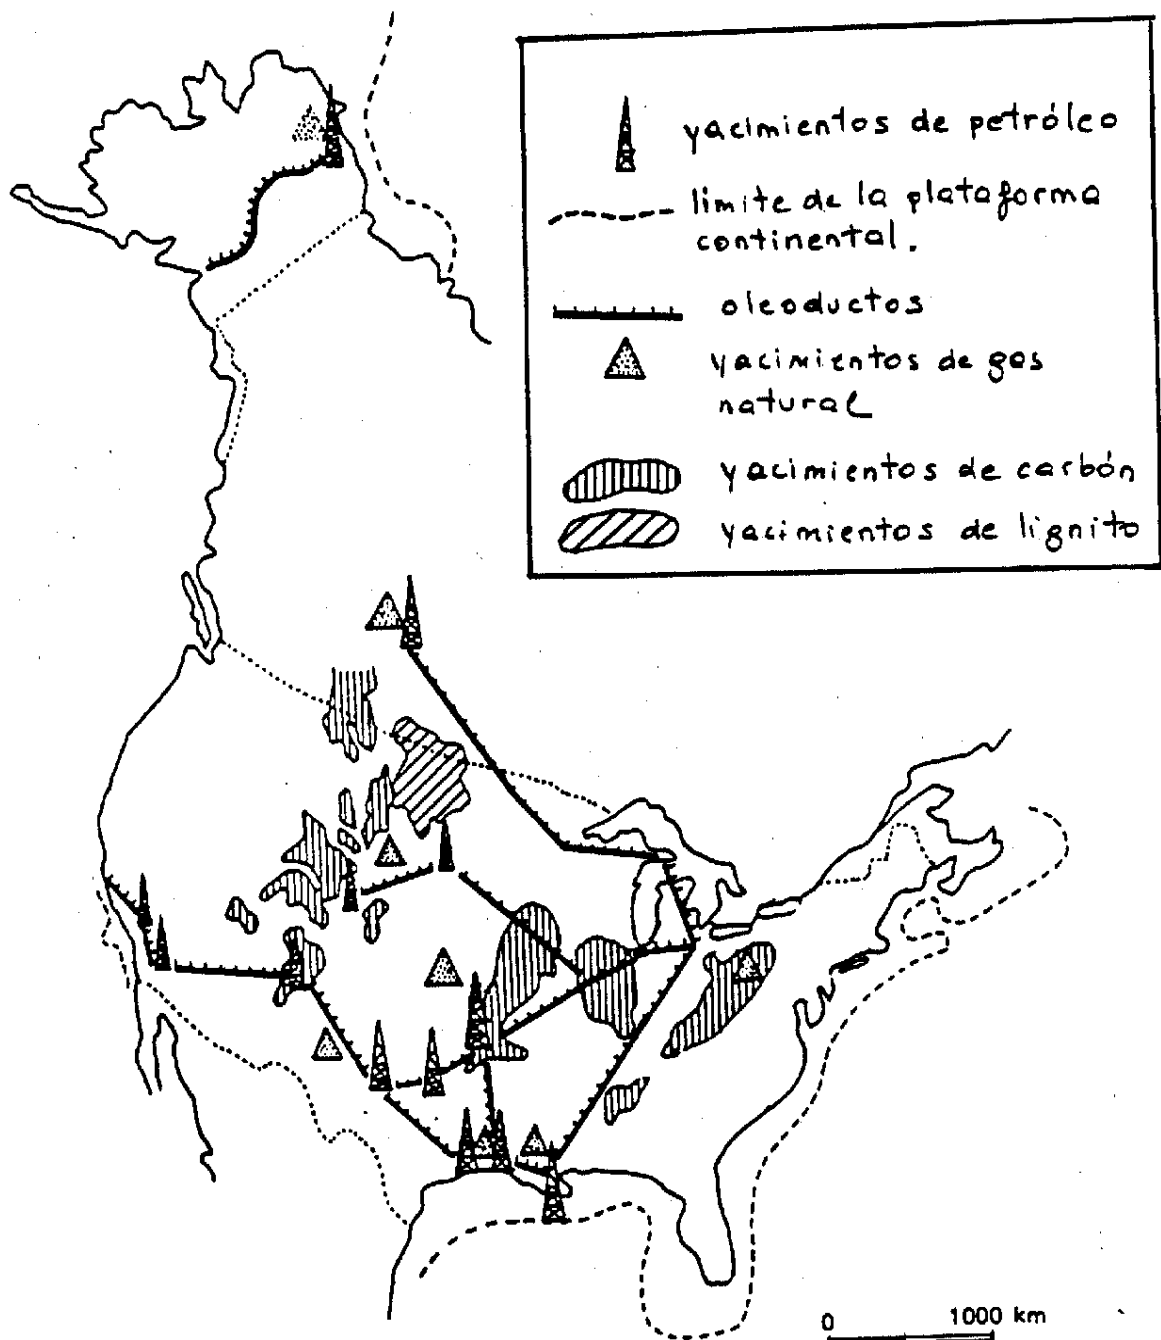 yacimientos de petróleo
límite de la plataforma
continental.
oleoductos
yacimientos de gas
natural
yacimientos de carbón
yacimientos de lignito
0 1000 km